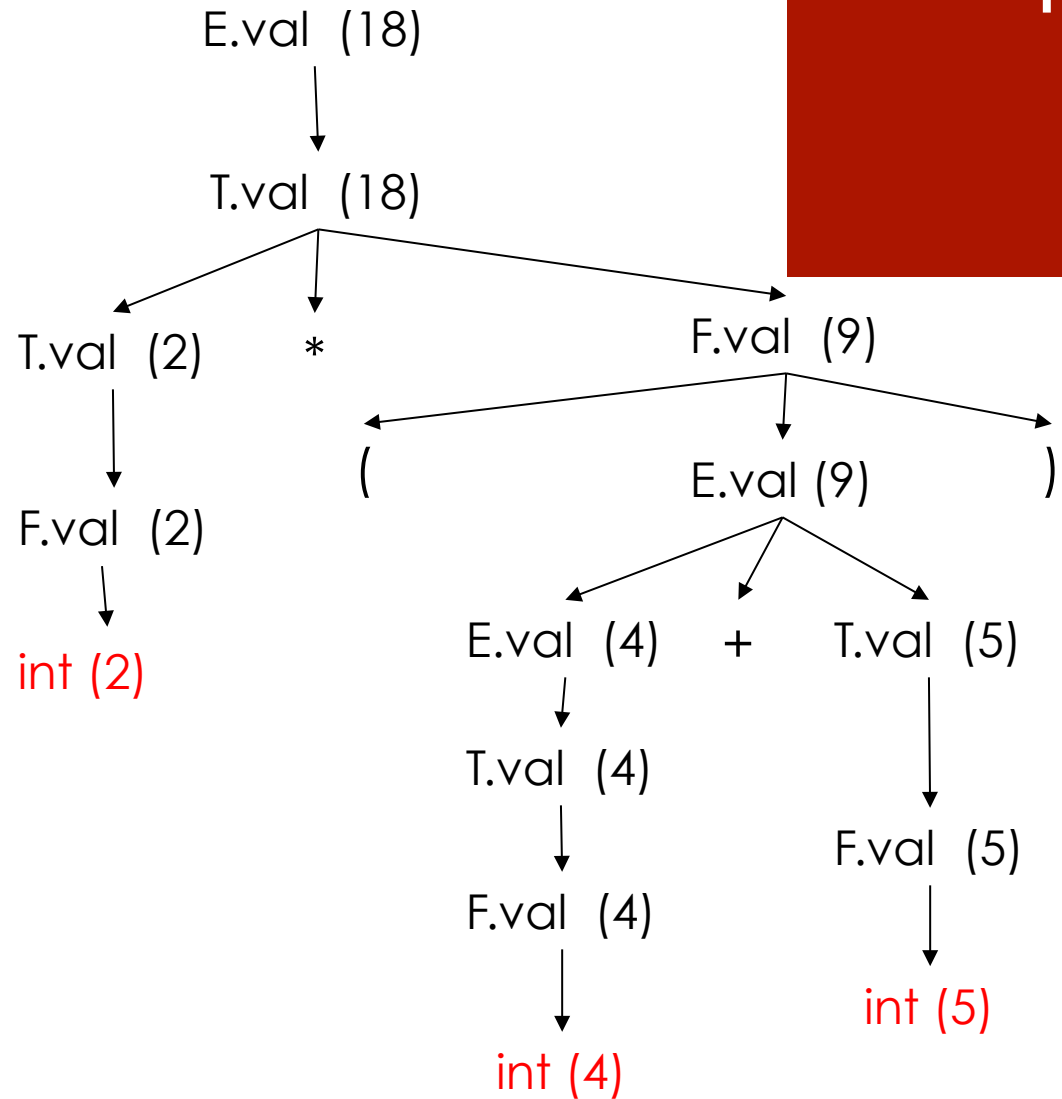 E.val (18)
T.val (18)
T.val (2) * F.val (9)
( E.val (9) )
F.val (2)
E.val (4) + T.val (5)
int (2)
T.val (4)
F.val (5)
F.val (4)
int (5)
int (4)